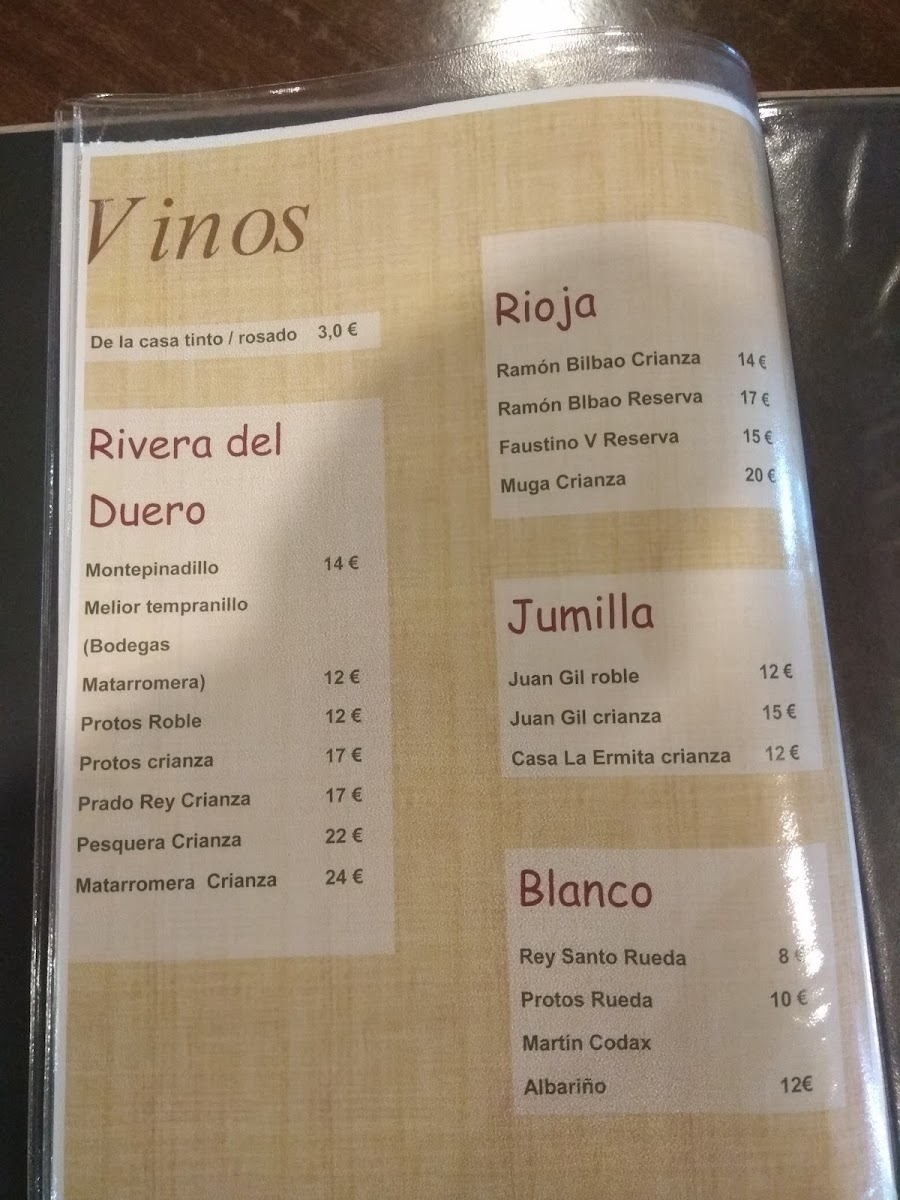 Vinos
De la casa tinto / rosado 3,0 €
Rivera del
Duero
Montepinadillo 14 €
Melior tempranillo
(Bodegas
Matarromera) 12 €
Protos Roble 12 €
Protos crianza 17 €
Prado Rey Crianza 17 €
Pesquera Crianza 22 €
Matarromera Crianza 24 €
Rioja
Ramón Bilbao Crianza 14 €
Ramón BIbao Reserva 17 €
Faustino V Reserva 15 €
Muga Crianza 20 €
Jumilla
Juan Gil roble 12 €
Juan Gil crianza 15 €
Casa La Ermita crianza 12 €
Blanco
Rey Santo Rueda 8 €
Protos Rueda 10 €
Martín Codax
Albariño 12€